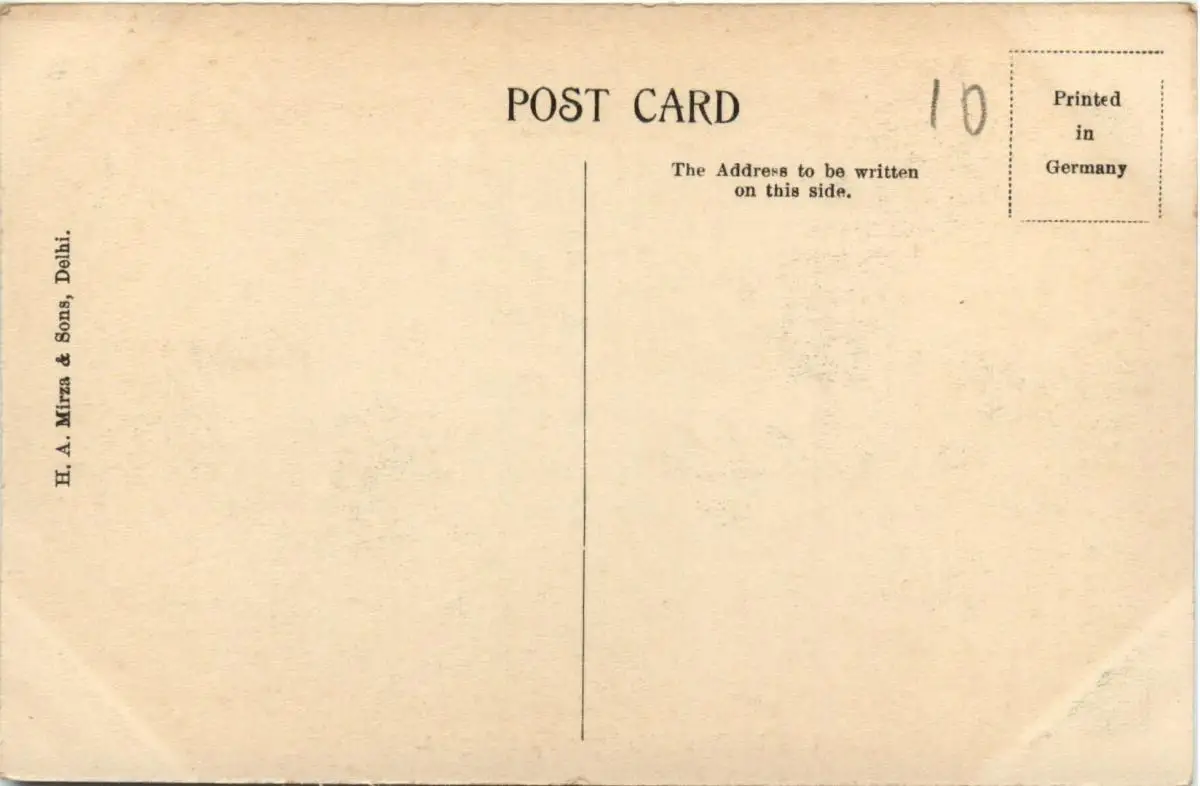 POST CARD
10
Printed
in
Germany
The Address to be written
on this side.
H. A. Mirza & Sons, Delhi.